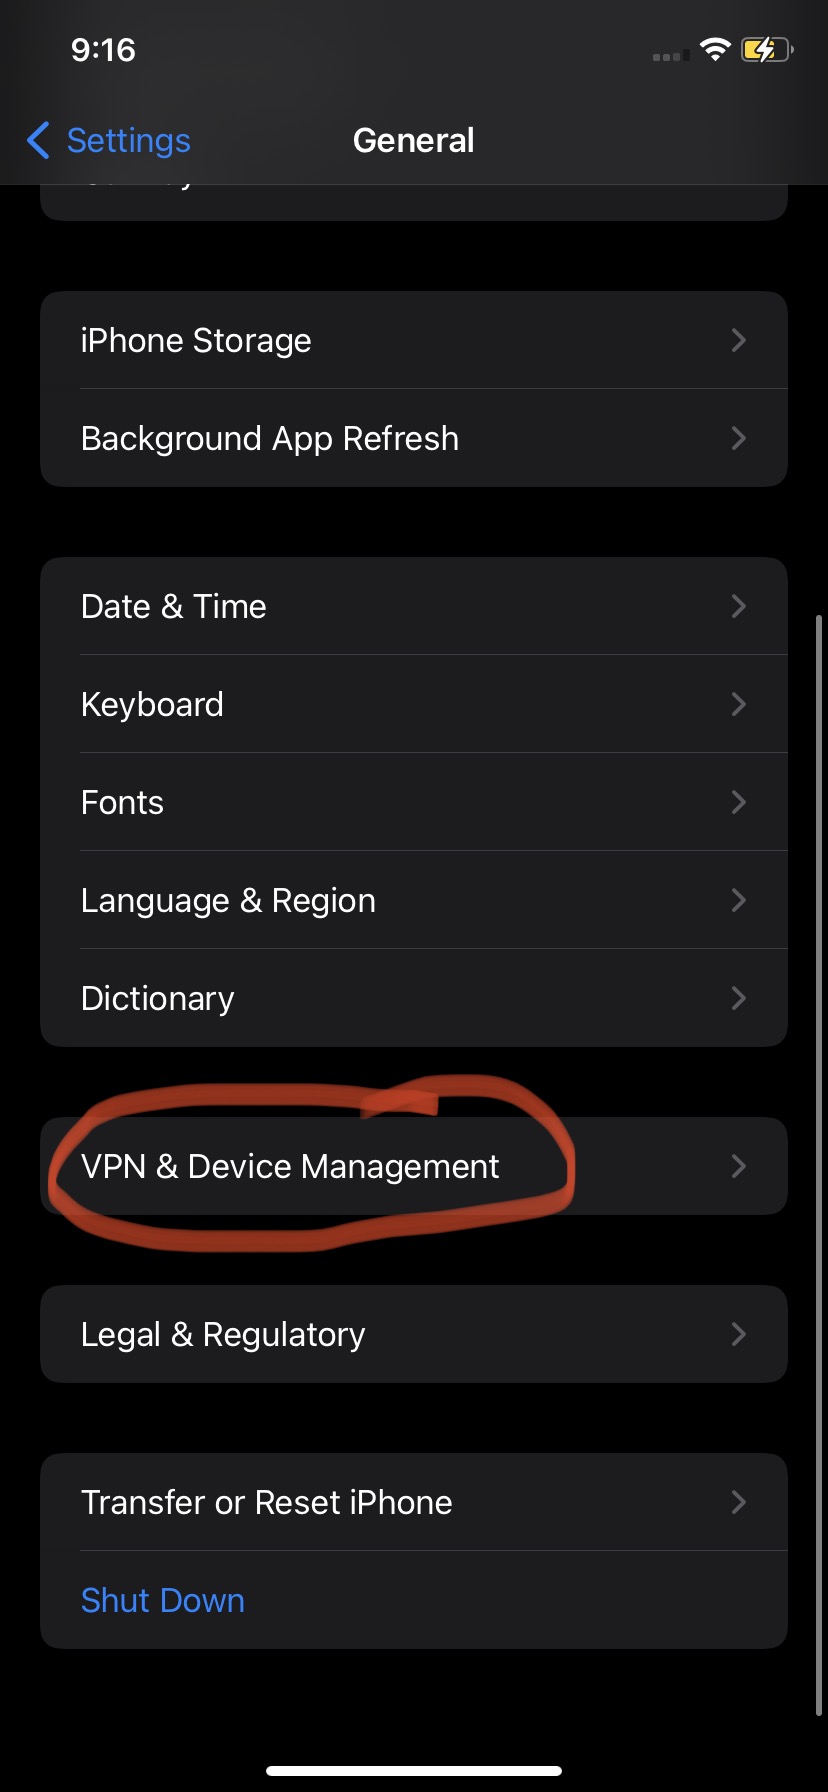 9:16
Settings
General
iPhone Storage
Background App Refresh
Date & Time
Keyboard
Fonts
Language & Region
Dictionary
VPN & Device Management
Legal & Regulatory
Transfer or Reset iPhone
Shut Down